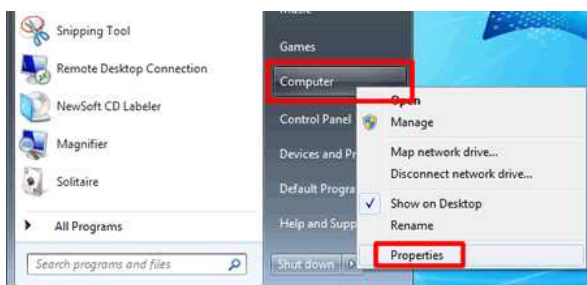 Snipping Tool
Remote Desktop Connection
NewSoft CD Labeler
Magnifier
Solitaire
All Programs
Search programs and files
Games
Computer
Control Panel
Devices and Pr
Default Progra
Help and Supp
Shut down
Open
Manage
Map network drive...
Disconnect network drive...
Show on Desktop
Rename
Properties